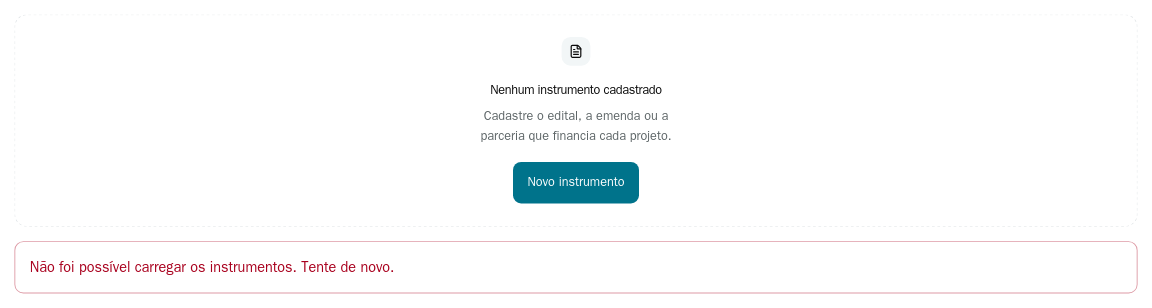 Nenhum instrumento cadastrado
Cadastre o edital, a emenda ou a
parceria que financia cada projeto.
Novo instrumento
Não foi possível carregar os instrumentos. Tente de novo.